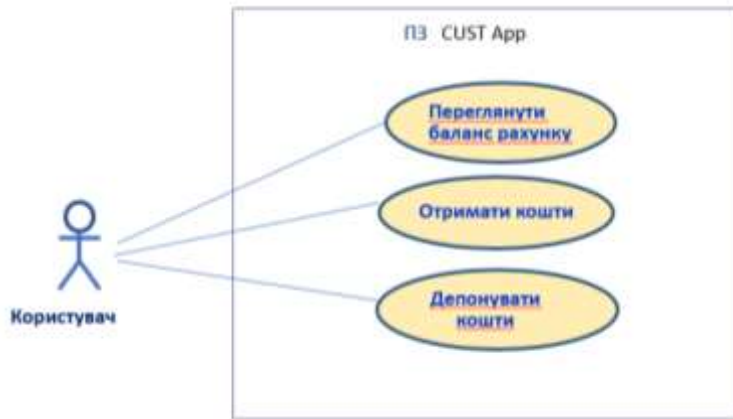 ПЗ CUST App
Переглянути
баланс рахунку
Отримати кошти
Депонувати
кошти
Користувач